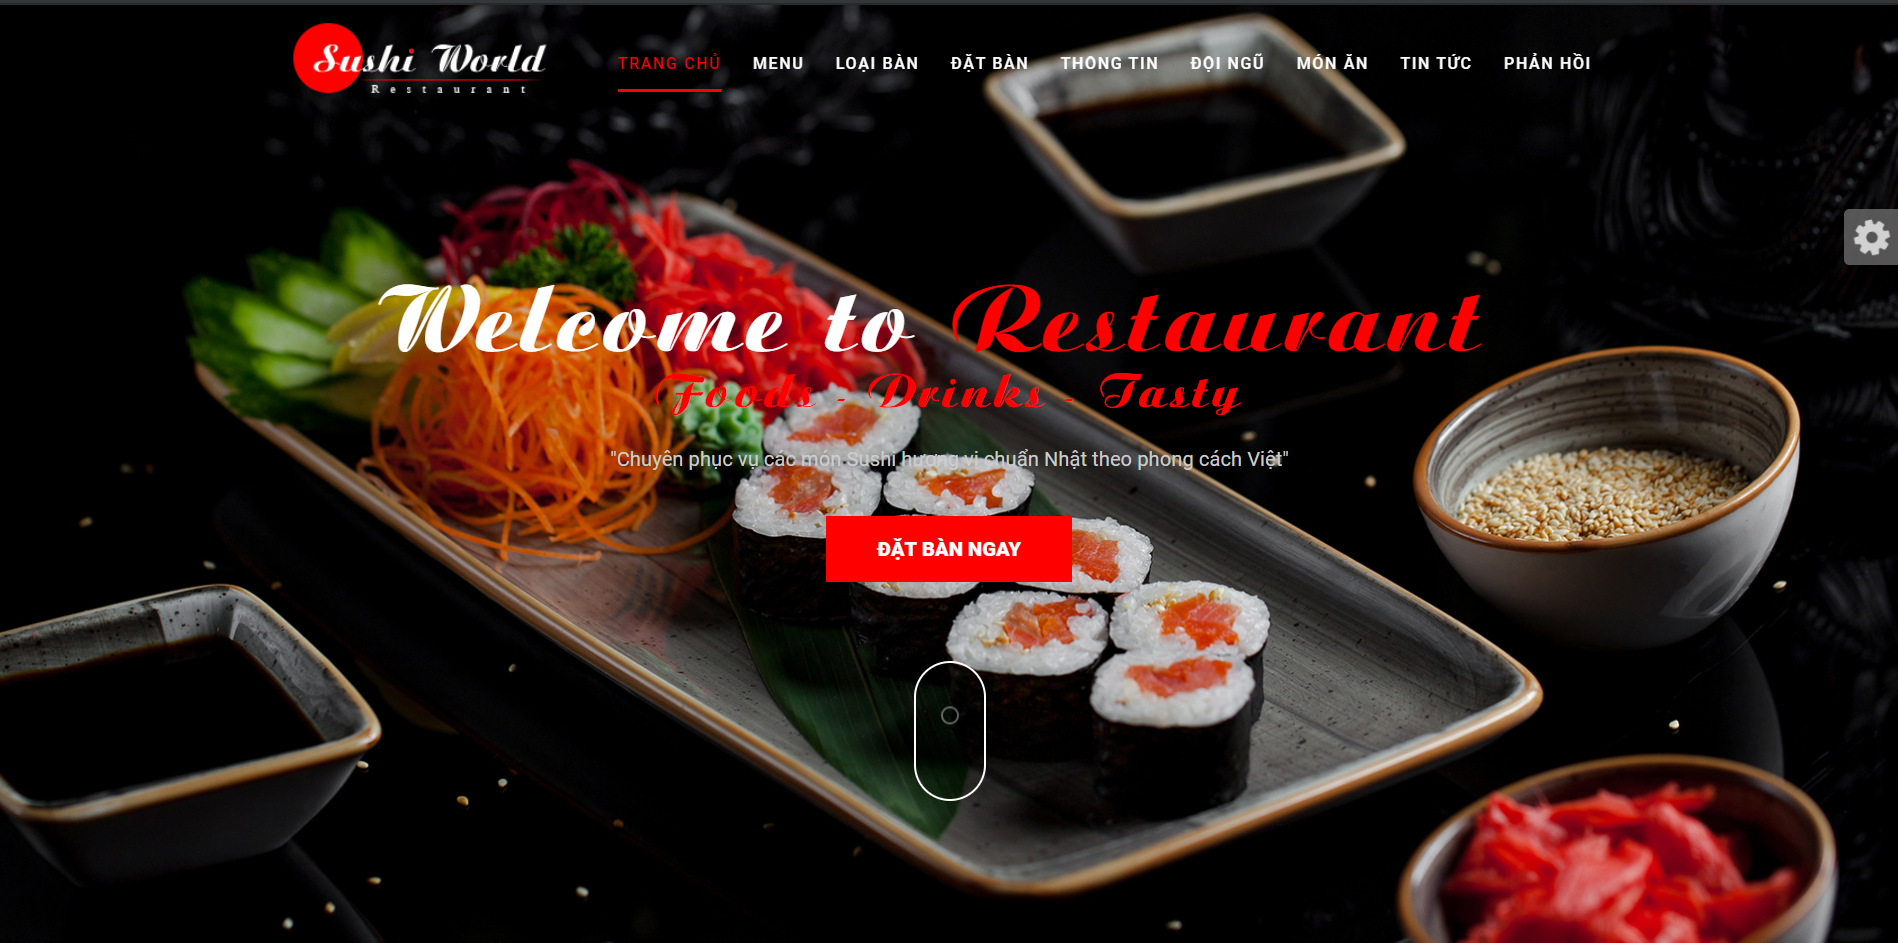 Sushi World
Restaurant
TRANG CHỦ MENU LOẠI BÀN ĐẶT BÀN THÔNG TIN ĐỘI NGŨ MÓN ĂN TIN TỨC PHẢN HỒI
Welcome to Restaurant
Foods - Drinks - Tasty
"Chuyên phục vụ các món Sushi hương vị chuẩn Nhật theo phong cách Việt"
ĐẶT BÀN NGAY